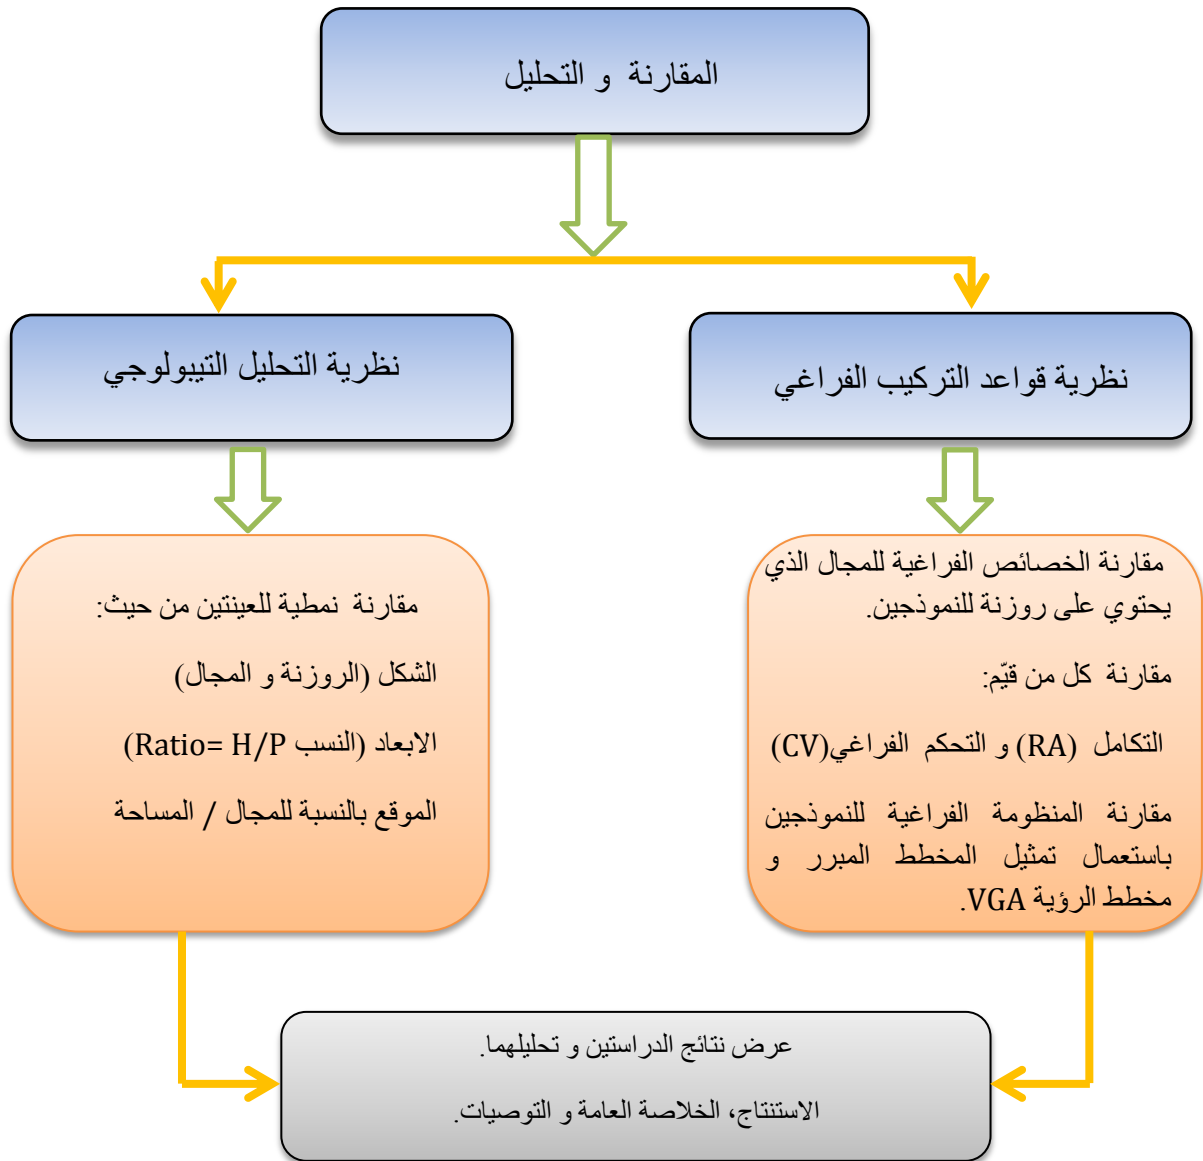 المقارنة و التحليل
نظرية قواعد التركيب الفراغي
نظرية التحليل التيبولوجي
مقارنة الخصائص الفراغية للمجال الذي
يحتوي على روزنة للنموذجين.
مقارنة كل من قيّم:
التكامل (RA) و التحكم الفراغي(CV)
مقارنة المنظومة الفراغية للنموذجين
باستعمال تمثيل المخطط المبرر و
مخطط الرؤية VGA.
مقارنة نمطية للعينتين من حيث:
الشكل (الروزنة و المجال)
الابعاد (النسب Ratio= H/P)
الموقع بالنسبة للمجال / المساحة
عرض نتائج الدراستين و تحليلهما.
الاستنتاج، الخلاصة العامة و التوصيات.